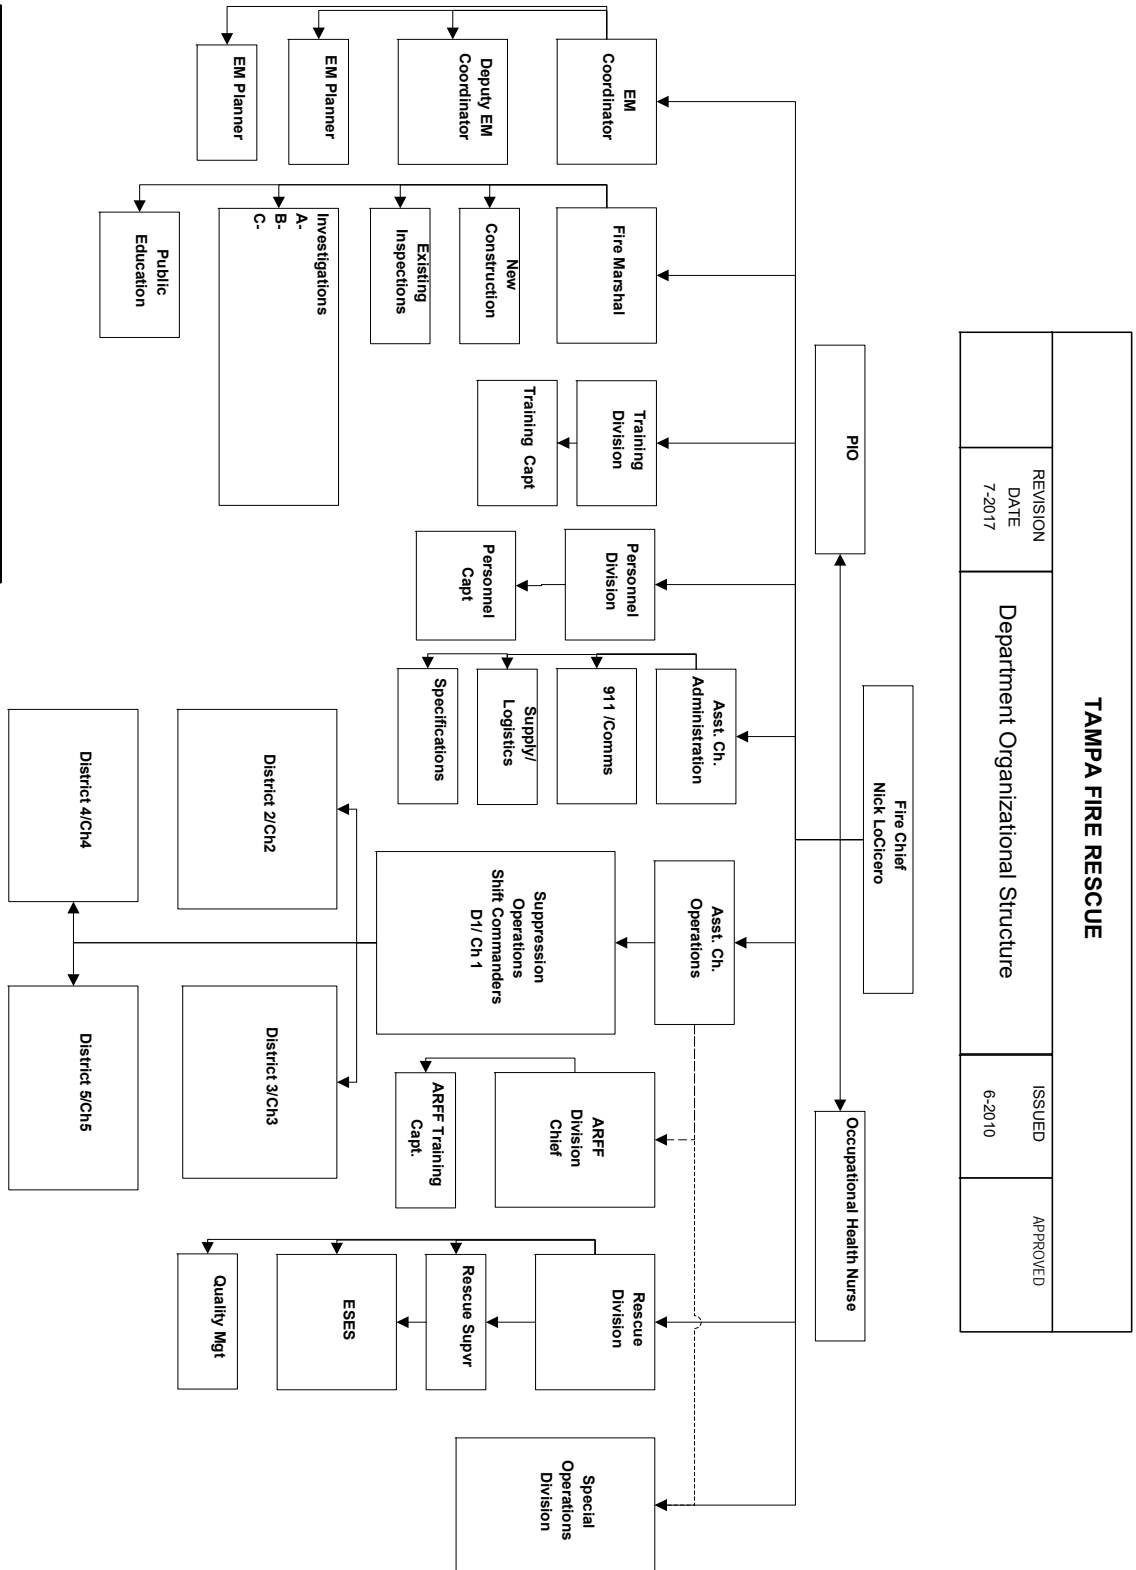 TAMPA FIRE RESCUE
REVISION
DATE
7-2017
Department Organizational Structure
ISSUED
6-2010
APPROVED
Fire Chief
Nick LoCicero
PIO
Occupational Health Nurse
EM
Coordinator
Deputy EM
Coordinator
EM Planner
EM Planner
Fire Marshal
New
Construction
Existing
Inspections
Investigations
A-
B-
C-
Public
Education
Training
Division
Training Capt
Personnel
Division
Personnel
Capt
Asst. Ch.
Administration
911 /Comms
Supply/
Logistics
Specifications
Asst. Ch.
Operations
Suppression
Operations
Shift Commanders
D1/ Ch 1
District 2/Ch2
District 3/Ch3
District 4/Ch4
District 5/Ch5
ARFF
Division
Chief
ARFF Training
Capt.
Rescue
Division
Rescue Supvr
ESES
Quality Mgt
Special
Operations
Division